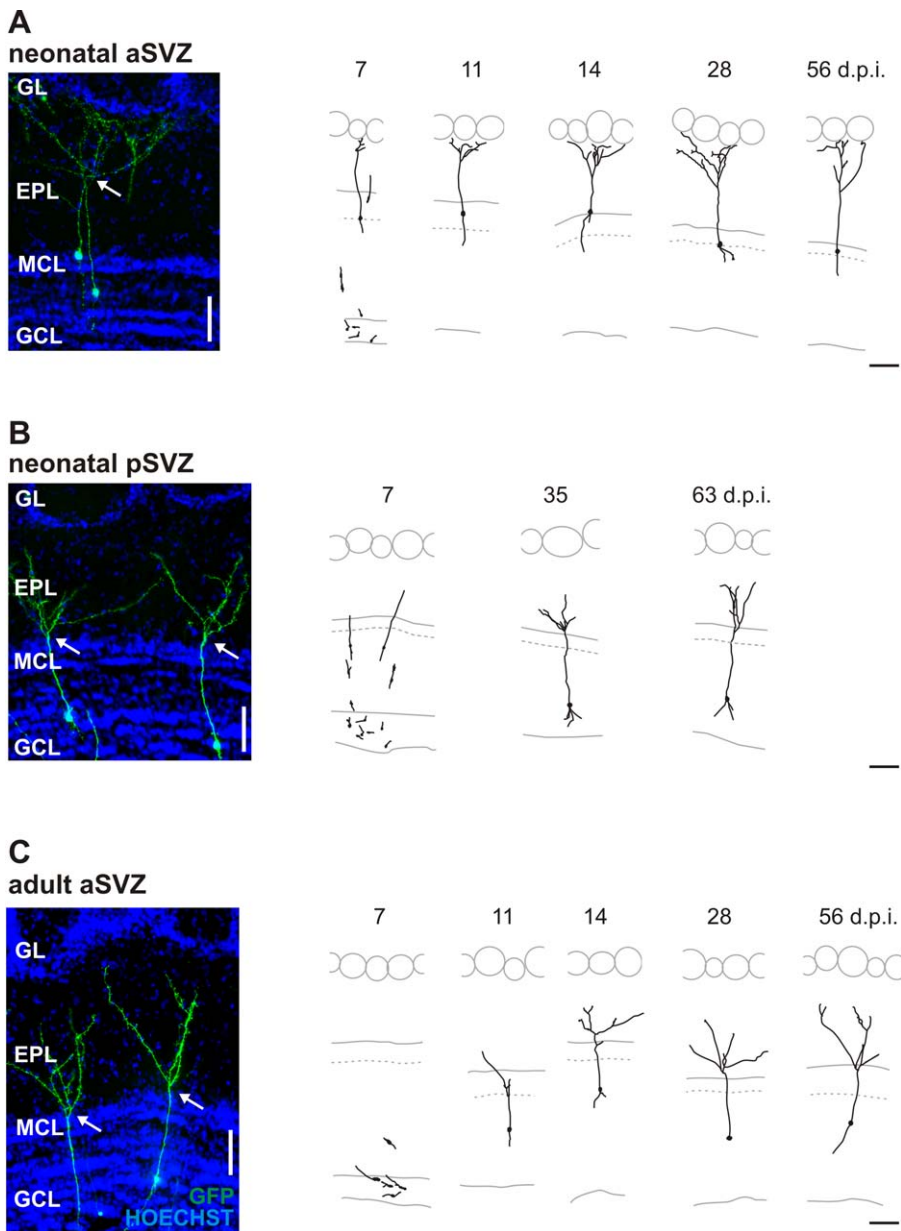 A
neonatal aSVZ
GL
EPL
MCL
GCL
7 11 14 28 56 d.p.i.
B
neonatal pSVZ
GL
EPL
MCL
GCL
7 35 63 d.p.i.
C
adult aSVZ
GL
EPL
MCL
GCL
GFP
HOECHST
7 11 14 28 56 d.p.i.